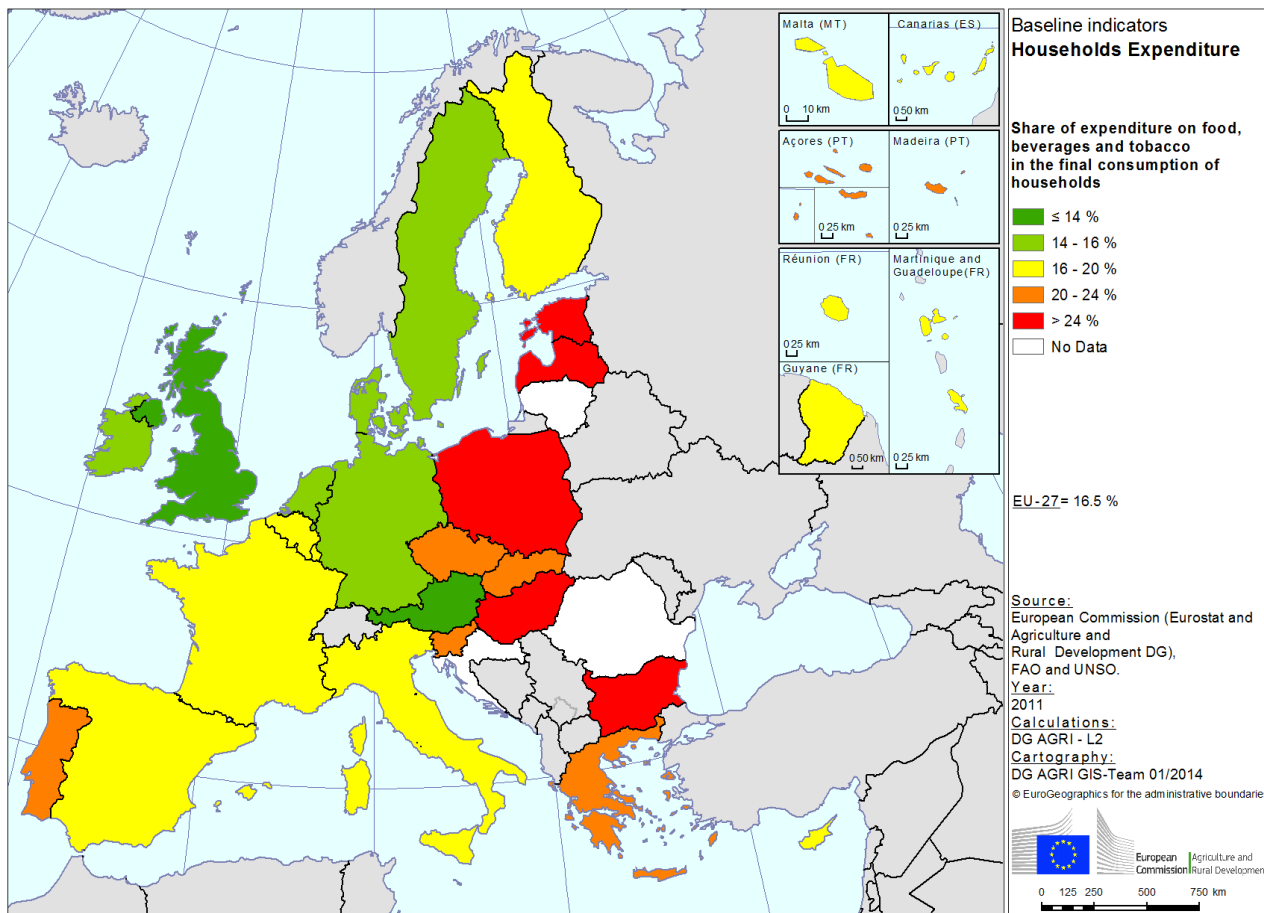 Malta (MT)
0 10 km
Canarias (ES)
0 50 km
Açores (PT)
0 25 km
Madeira (PT)
0 25 km
Réunion (FR)
0 25 km
Martinique and
Guadeloupe(FR)
0 25 km
Guyane (FR)
0 50 km
Baseline indicators
Households Expenditure
Share of expenditure on food,
beverages and tobacco
in the final consumption of
households
≤ 14 %
14 - 16 %
16 - 20 %
20 - 24 %
> 24 %
No Data
EU-27= 16.5 %
Source:
European Commission (Eurostat and
Agriculture and
Rural Development DG),
FAO and UNSO.
Year:
2011
Calculations:
DG AGRI - L2
Cartography:
DG AGRI GIS-Team 01/2014
© EuroGeographics for the administrative boundaries
European
Commission
Agriculture and
Rural Development
0 125 250 500 750 km